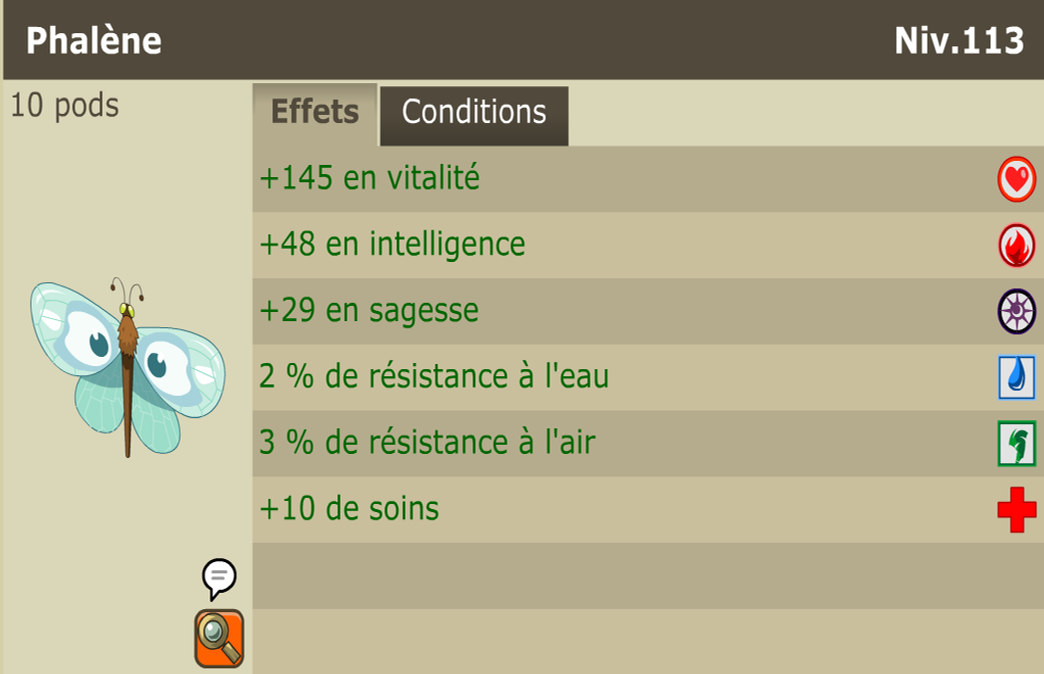 Phalène
Niv.113
10 pods
Effets
Conditions
+145 en vitalité
+48 en intelligence
+29 en sagesse
2 % de résistance à l'eau
3 % de résistance à l'air
+10 de soins